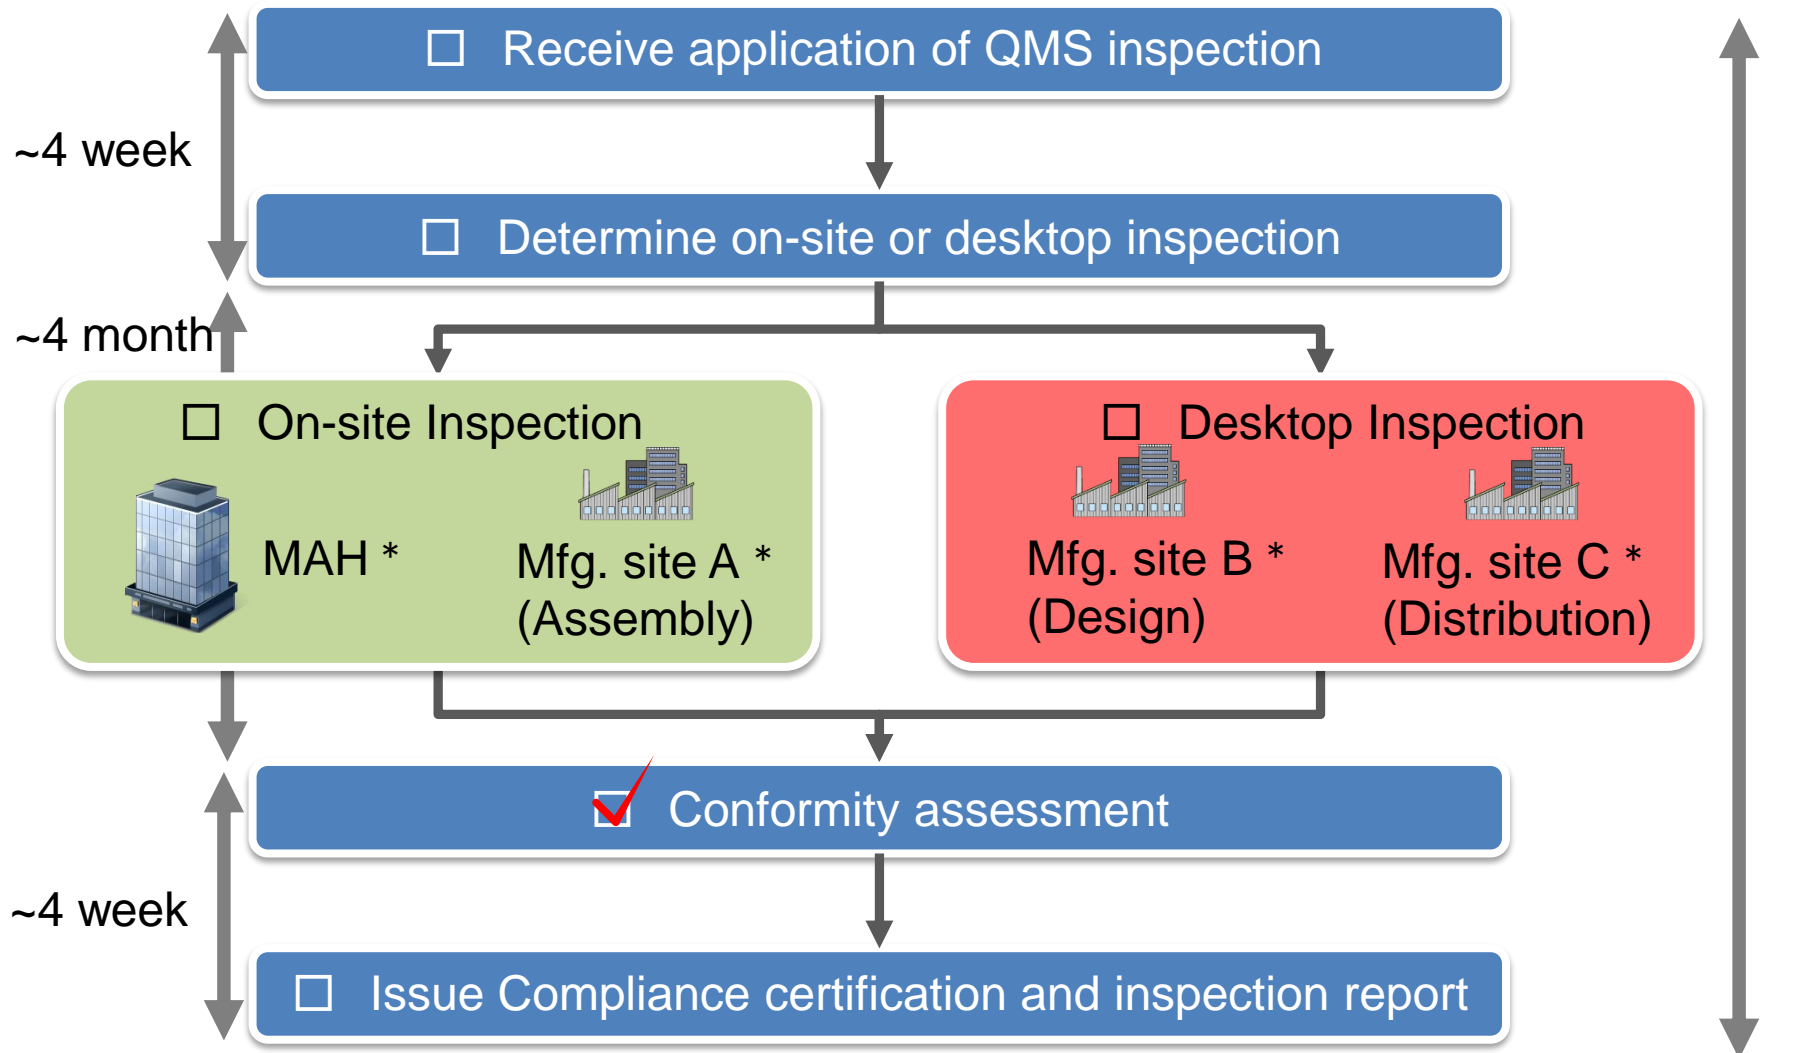 ☐ Receive application of QMS inspection
~4 week
☐ Determine on-site or desktop inspection
~4 month
☐ On-site Inspection
MAH *
Mfg. site A *
(Assembly)
☐ Desktop Inspection
Mfg. site B *
(Design)
Mfg. site C *
(Distribution)
☑ Conformity assessment
~4 week
☐ Issue Compliance certification and inspection report